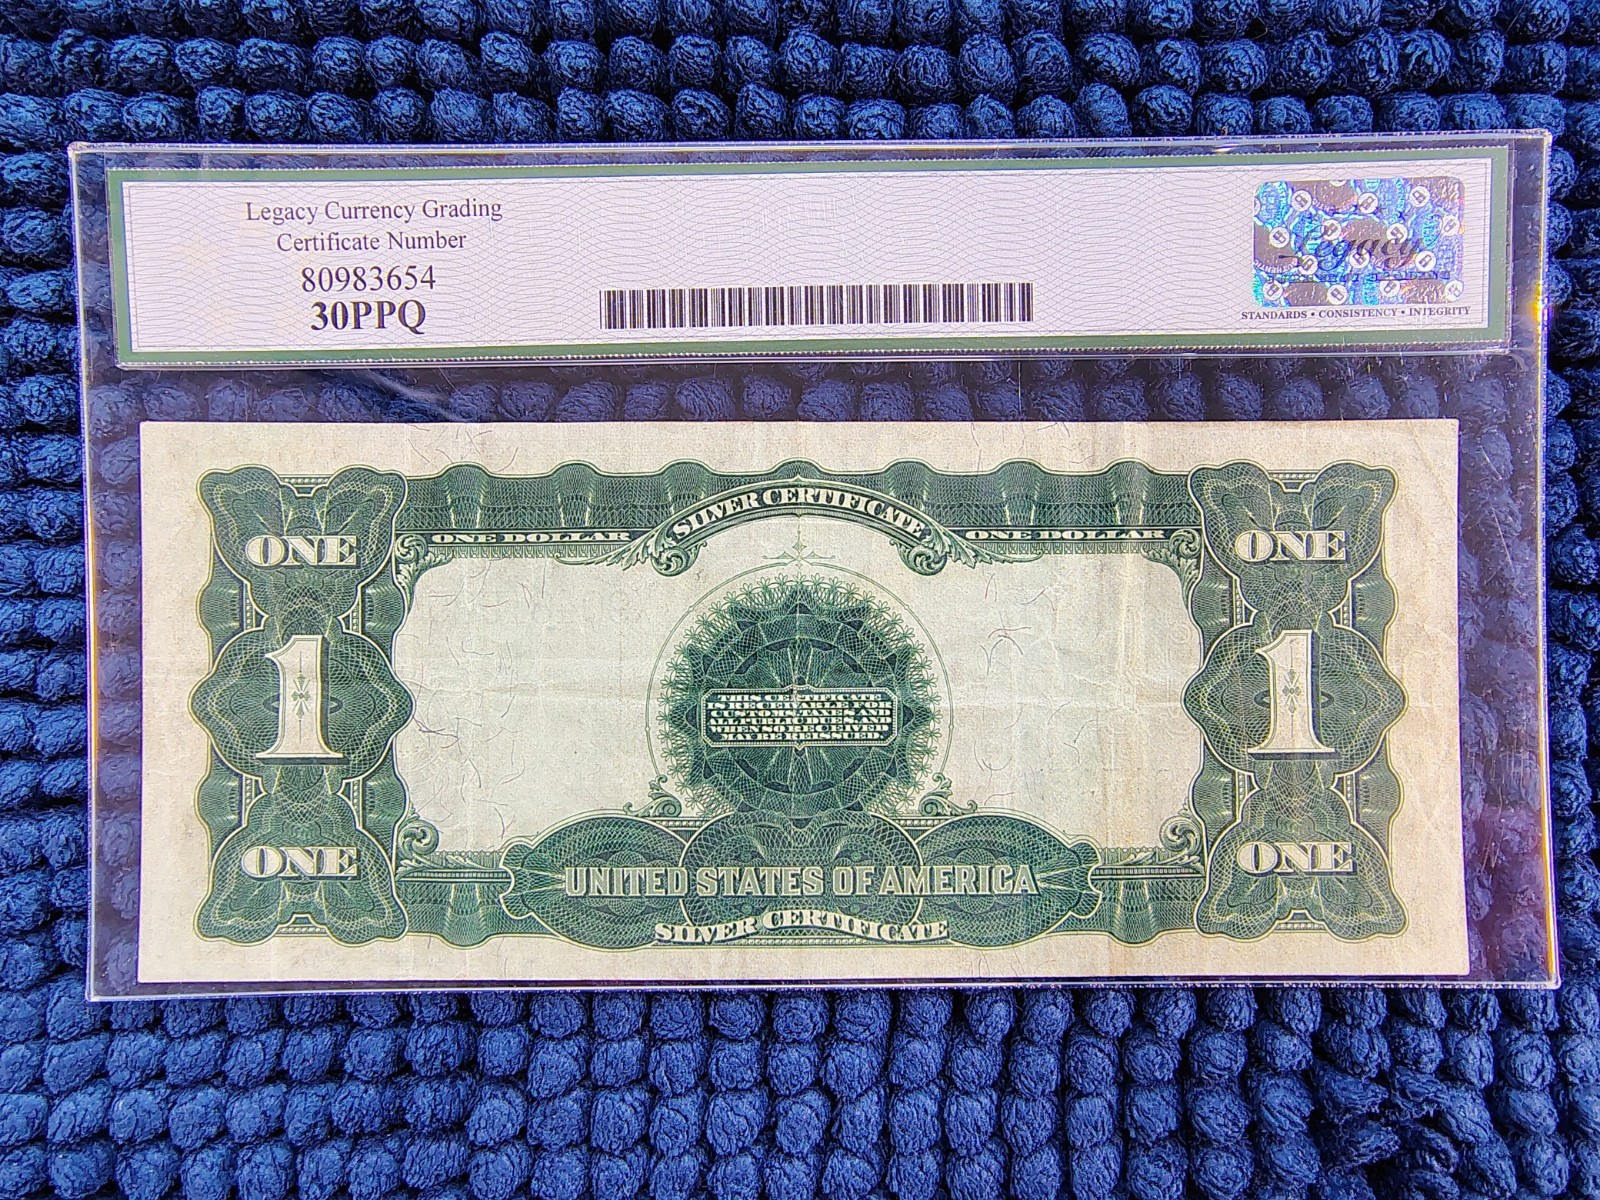 Legacy Currency Grading
Certificate Number
80983654
30PPQ
Legacy
STANDARDS • CONSISTENCY • INTEGRITY
SILVER CERTIFICATE
ONE DOLLAR
ONE DOLLAR
ONE
ONE
1
1
THIS CERTIFICATE
IS RECEIVABLE FOR
CUSTOMS, TAXES AND
ALL PUBLIC DUES AND
WHEN SO RECEIVED
MAY BE REISSUED.
ONE
ONE
UNITED STATES OF AMERICA
SILVER CERTIFICATE